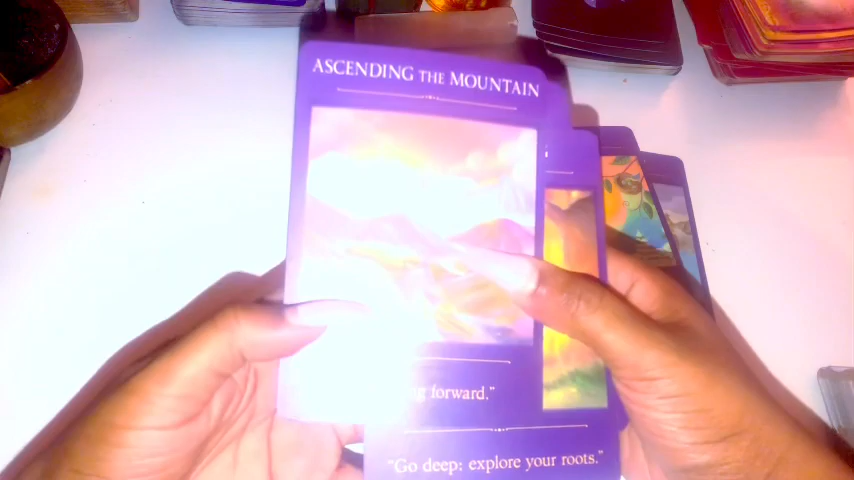 ASCENDING THE MOUNTAIN
forward."
"Go deep; explore your roots."